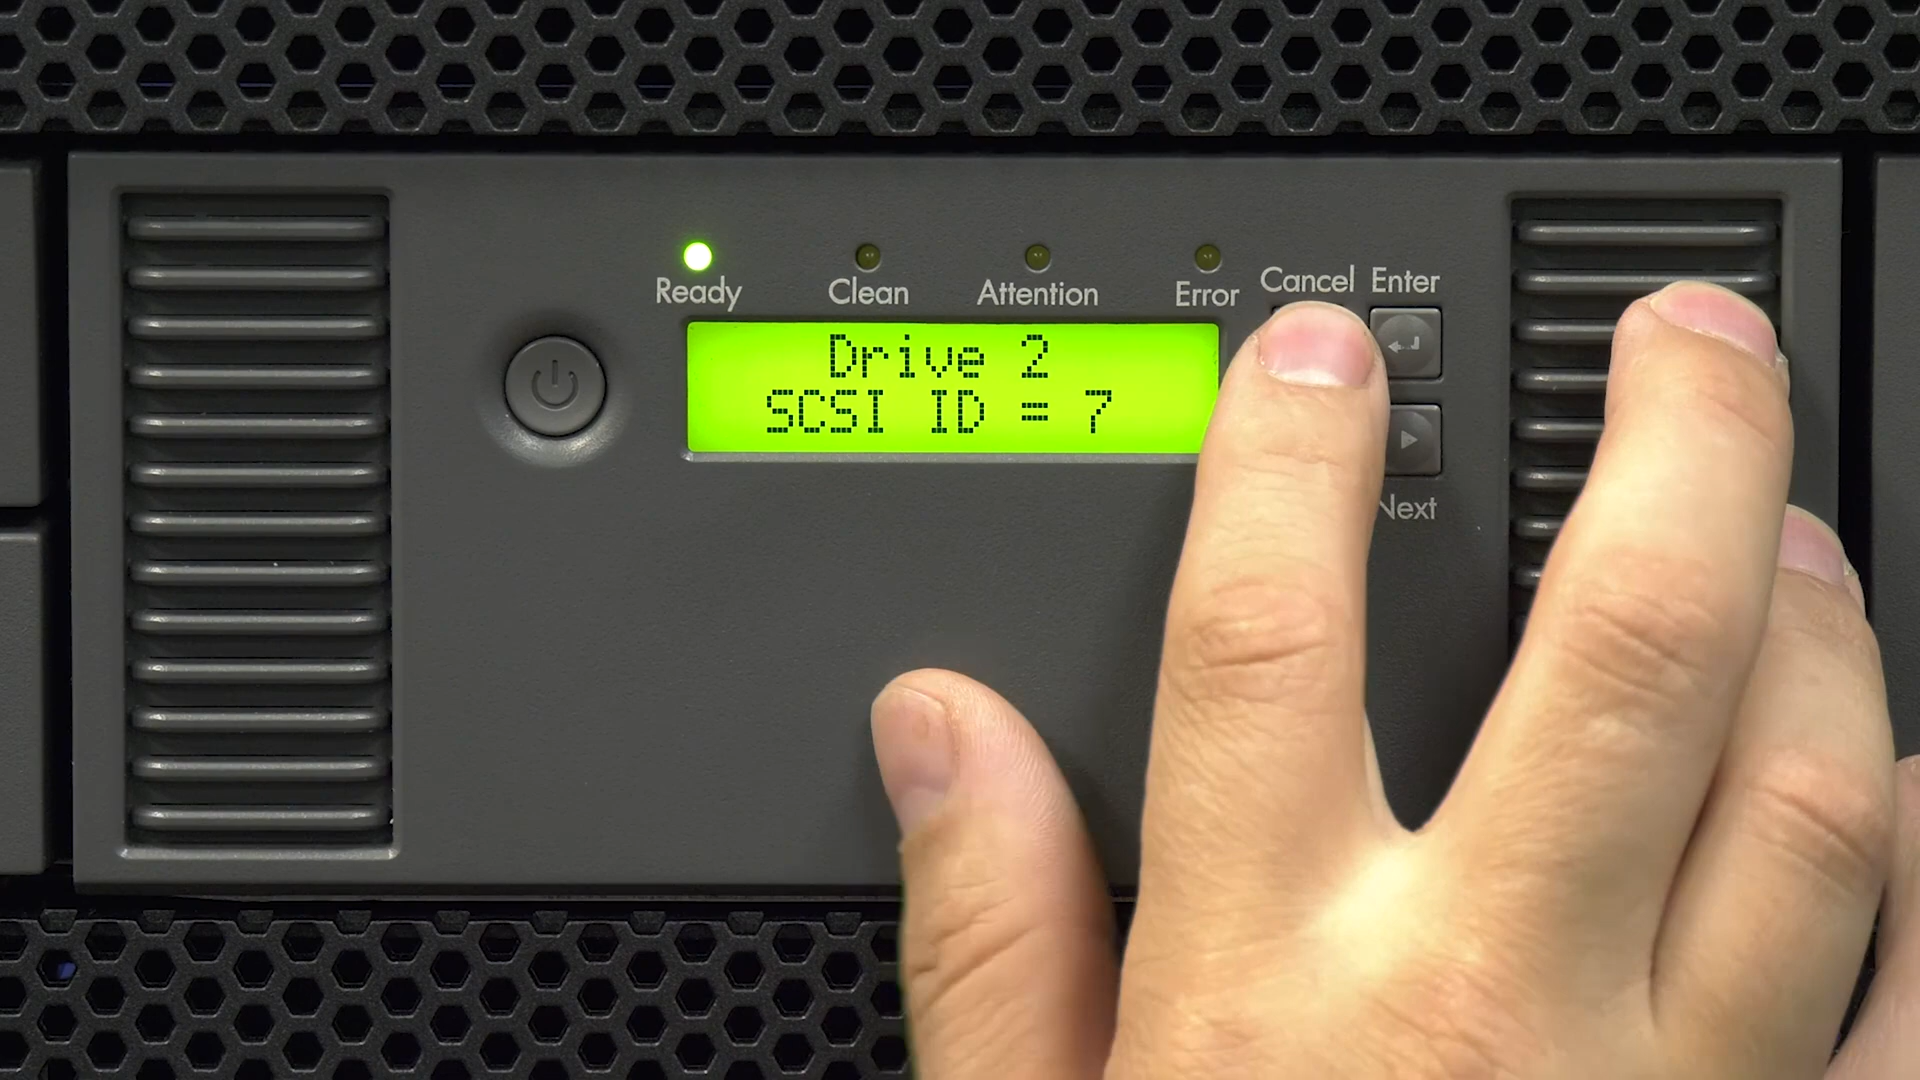 Ready Clean Attention Error Cancel Enter
Drive 2
SCSI ID = 7
Next